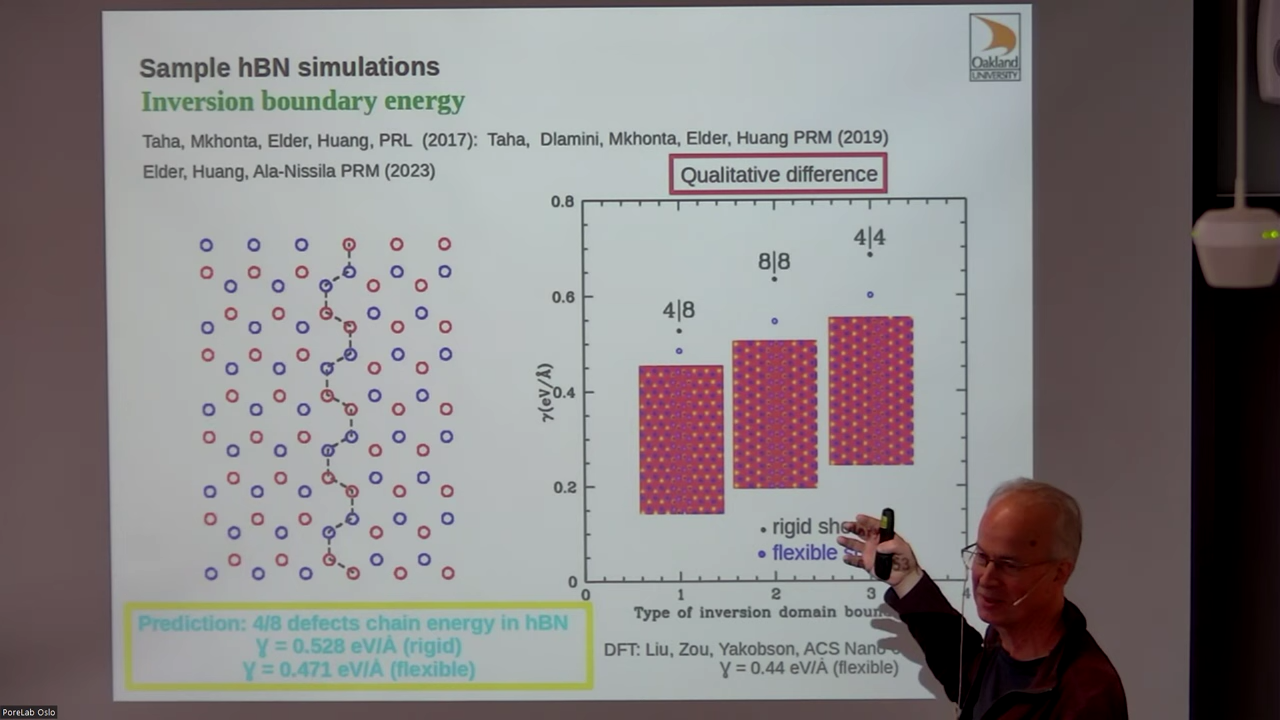 Sample hBN simulations
Inversion boundary energy
Taha, Mkhonta, Elder, Huang, PRL (2017): Taha, Dlamini, Mkhonta, Elder, Huang PRM (2019)
Elder, Huang, Ala-Nissila PRM (2023)
Oakland
UNIVERSITY
Qualitative difference
0.8
0.6
0.4
0.2
0
γ(eV/Å)
4|8
8|8
4|4
• rigid
flexible
53
0 1 2 3 4
Type of inversion domain
Prediction: 4/8 defects chain energy in hBN
γ = 0.528 eV/Å (rigid)
γ = 0.471 eV/Å (flexible)
DFT: Liu, Zou, Yakobson, ACS Nano
γ = 0.44 eV/Å (flexible)
PoreLab Oslo